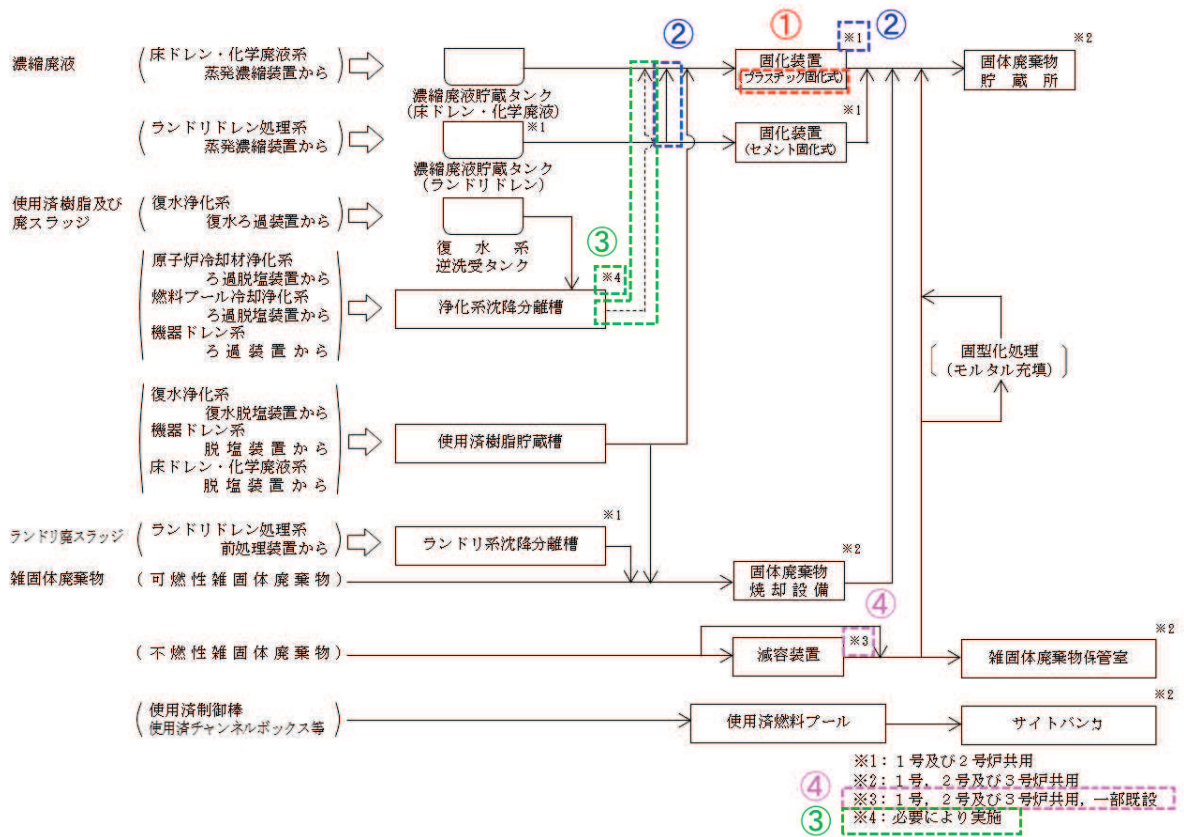 ①
②
※1
②
※2
濃縮廃液
(床ドレン・化学廃液系
蒸発濃縮装置から)
濃縮廃液貯蔵タンク
(床ドレン・化学廃液)
固化装置
(プラスチック固化式)
固体廃棄物
貯蔵所
(ランドリドレン処理系
蒸発濃縮装置から)
※1
濃縮廃液貯蔵タンク
(ランドリドレン)
※1
固化装置
(セメント固化式)
使用済樹脂及び
廃スラッジ
(復水浄化系
復水ろ過装置から)
復水系
逆洗受タンク
③
※4
原子炉冷却材浄化系
ろ過脱塩装置から
燃料プール冷却浄化系
ろ過脱塩装置から
機器ドレン系
ろ過装置から
浄化系沈降分離槽
固型化処理
(モルタル充填)
復水浄化系
復水脱塩装置から
機器ドレン系
脱塩装置から
床ドレン・化学廃液系
脱塩装置から
使用済樹脂貯蔵槽
ランドリ廃スラッジ
(ランドリドレン処理系
前処理装置から)
※1
ランドリ系沈降分離槽
雑固体廃棄物
(可燃性雑固体廃棄物)
※2
固体廃棄物
焼却設備
④
(不燃性雑固体廃棄物)
減容装置
※3
※2
雑固体廃棄物保管室
(使用済制御棒
使用済チャンネルボックス等)
使用済燃料プール
※2
サイトバンカ
※1：1号及び2号炉共用
※2：1号，2号及び3号炉共用
④
※3：1号，2号及び3号炉共用，一部既設
③
※4：必要により実施